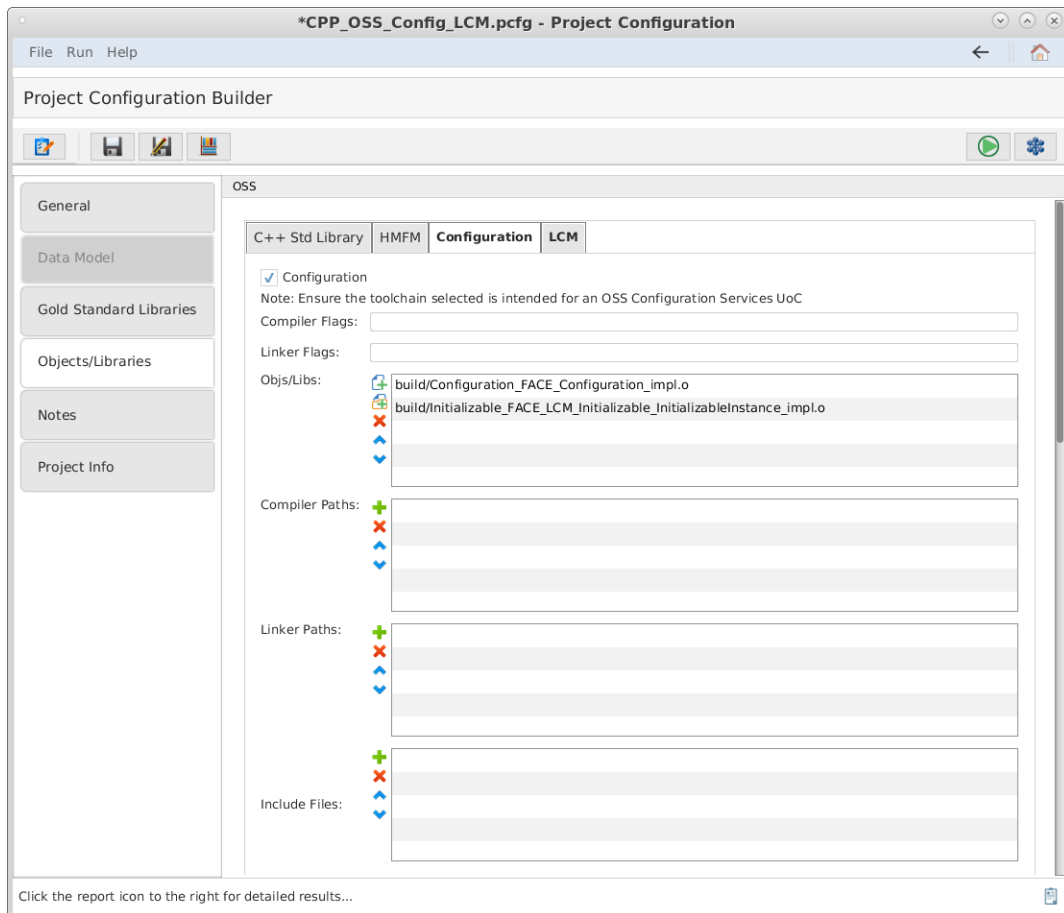 *CPP_OSS_Config_LCM.pcfg - Project Configuration
File Run Help
Project Configuration Builder
General
Data Model
Gold Standard Libraries
Objects/Libraries
Notes
Project Info
OSS
C++ Std Library HMFM Configuration LCM
Configuration
Note: Ensure the toolchain selected is intended for an OSS Configuration Services UoC
Compiler Flags:
Linker Flags:
Objs/Libs:
build/Configuration_FACE_Configuration_impl.o
build/Initializable_FACE_LCM_Initializable_InitializableInstance_impl.o
Compiler Paths:
Linker Paths:
Include Files:
Click the report icon to the right for detailed results...